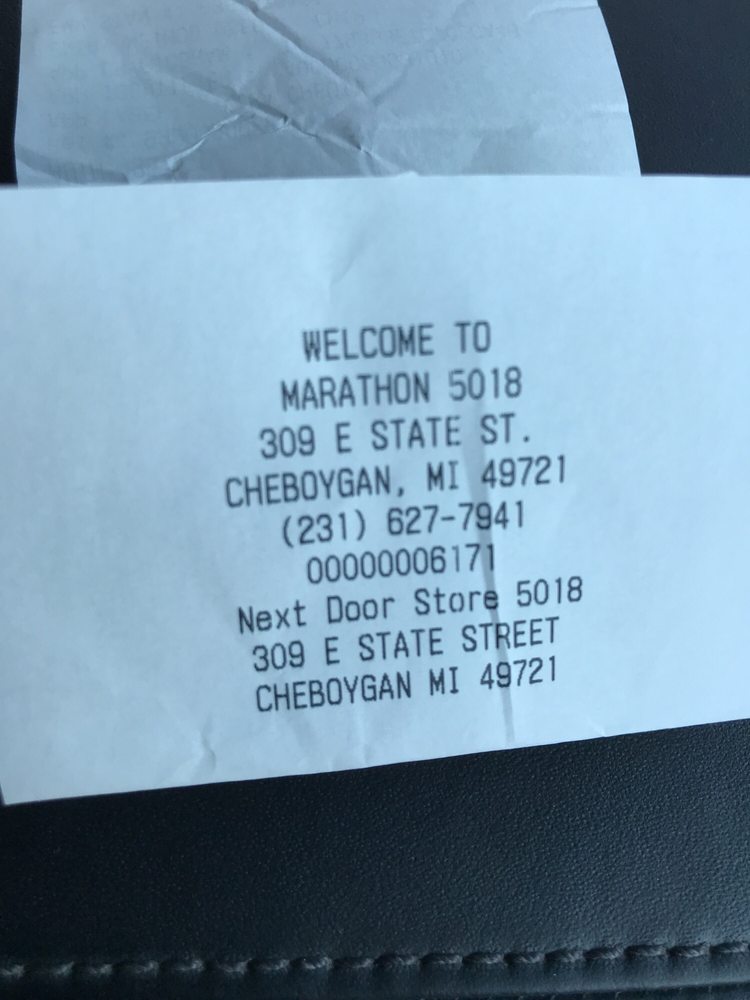 WELCOME TO
MARATHON 5018
309 E STATE ST.
CHEBOYGAN, MI 49721
(231) 627-7941
00000006171
Next Door Store 5018
309 E STATE STREET
CHEBOYGAN MI 49721